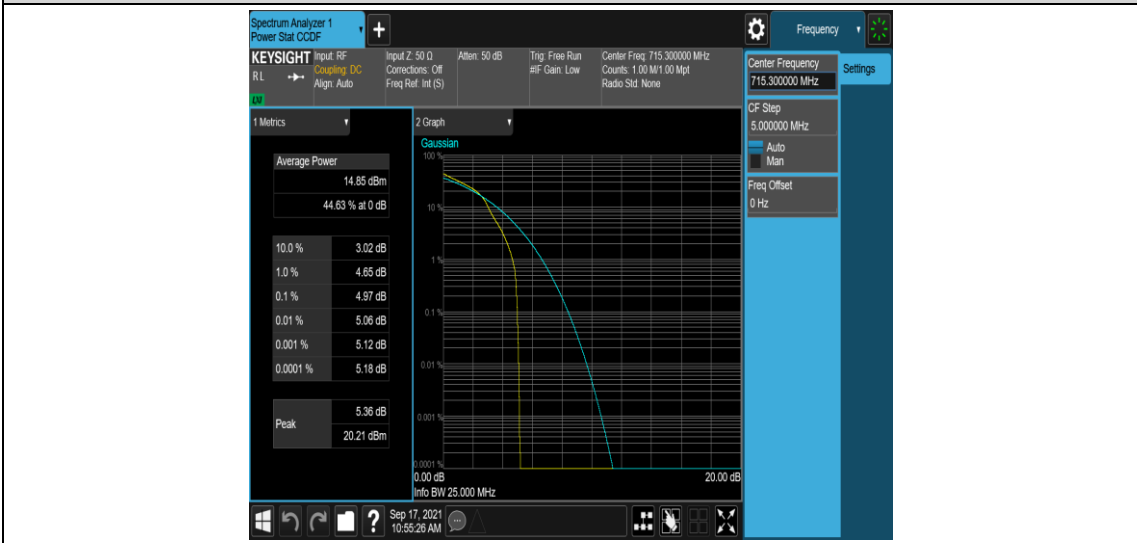 Spectrum Analyzer 1
Power Stat CCDF
+
Frequency
KEYSIGHT
RL
LXI
Input: RF
Coupling: DC
Align: Auto
Input Z: 50 Ω
Corrections: Off
Freq Ref: Int (S)
Atten: 50 dB
Trig: Free Run
#IF Gain: Low
Center Freq: 715.300000 MHz
Counts: 1.00 M/1.00 Mpt
Radio Std: None
Center Frequency
715.300000 MHz
Settings
CF Step
5.000000 MHz
Auto
Man
Freq Offset
0 Hz
1 Metrics
Average Power
14.85 dBm
44.63 % at 0 dB
10.0 % 3.02 dB
1.0 % 4.65 dB
0.1 % 4.97 dB
0.01 % 5.06 dB
0.001 % 5.12 dB
0.0001 % 5.18 dB
Peak
5.36 dB
20.21 dBm
2 Graph
Gaussian
100 %
10 %
1 %
0.1 %
0.01 %
0.001 %
0.0001 %
0.00 dB 20.00 dB
Info BW 25.000 MHz
?
Sep 17, 2021
10:55:26 AM